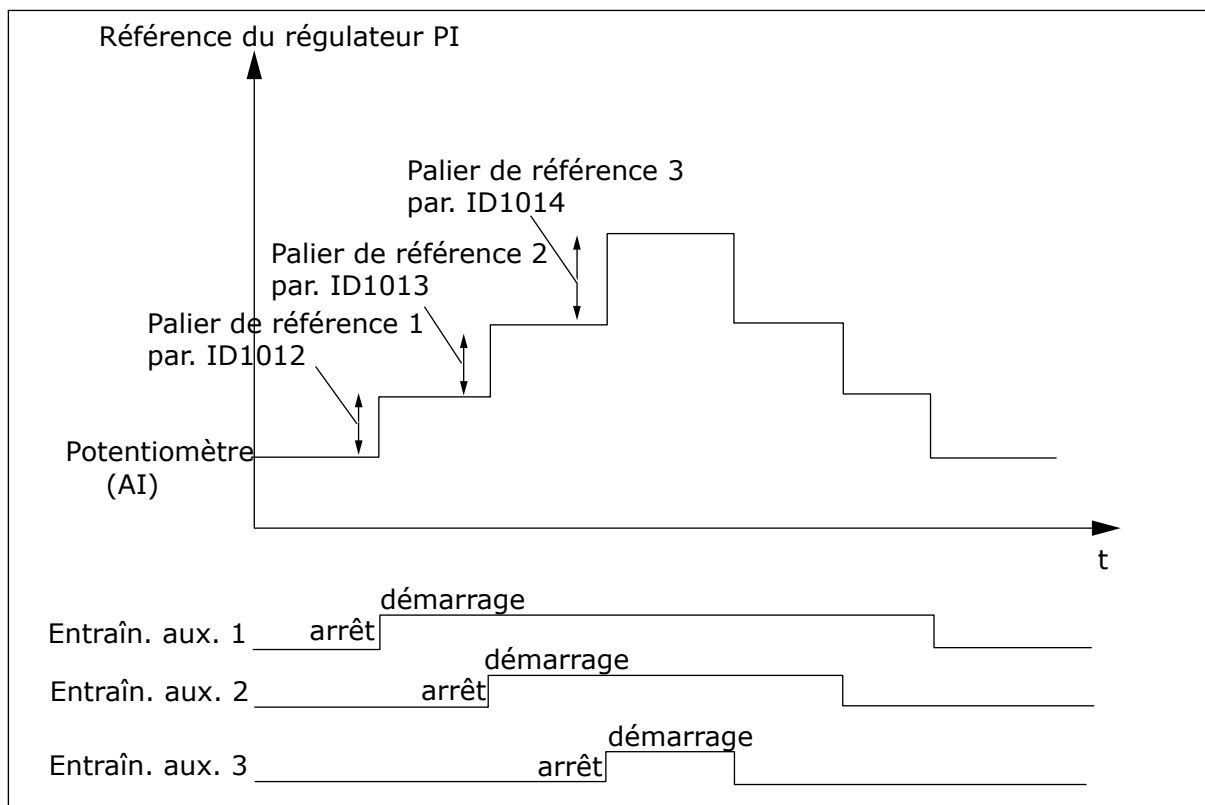 Référence du régulateur PI
Palier de référence 3
par. ID1014
Palier de référence 2
par. ID1013
Palier de référence 1
par. ID1012
Potentiomètre
(AI)
t
démarrage
Entraîn. aux. 1 arrêt
démarrage
Entraîn. aux. 2 arrêt
démarrage
Entraîn. aux. 3 arrêt